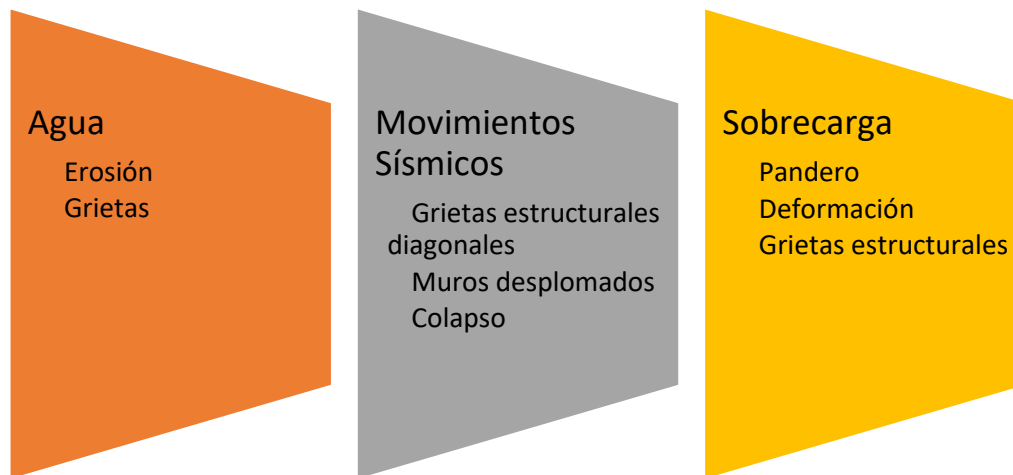 Agua
Erosión
Grietas
Movimientos
Sísmicos
Grietas estructurales
diagonales
Muros desplomados
Colapso
Sobrecarga
Pandero
Deformación
Grietas estructurales